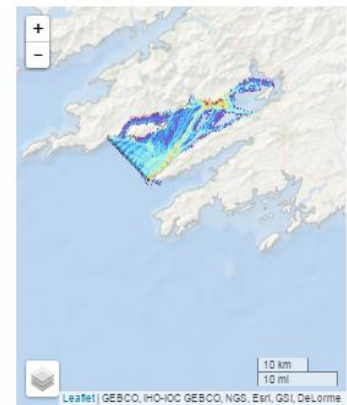 +
−
10 km
10 mi
Leaflet | GEBCO, IHO-IOC GEBCO, NGS, Esri, GSI, DeLorme